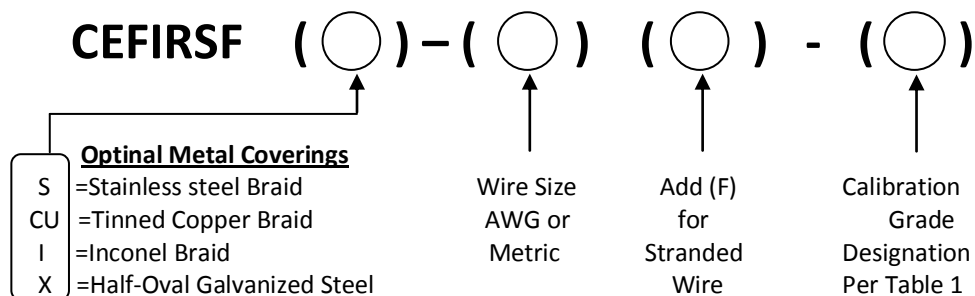 CEFIRSF ( ) – ( ) ( ) - ( )
Optinal Metal Coverings
S =Stainless steel Braid
CU =Tinned Copper Braid
I =Inconel Braid
X =Half-Oval Galvanized Steel
Wire Size
AWG or
Metric
Add (F)
for
Stranded
Wire
Calibration
Grade
Designation
Per Table 1